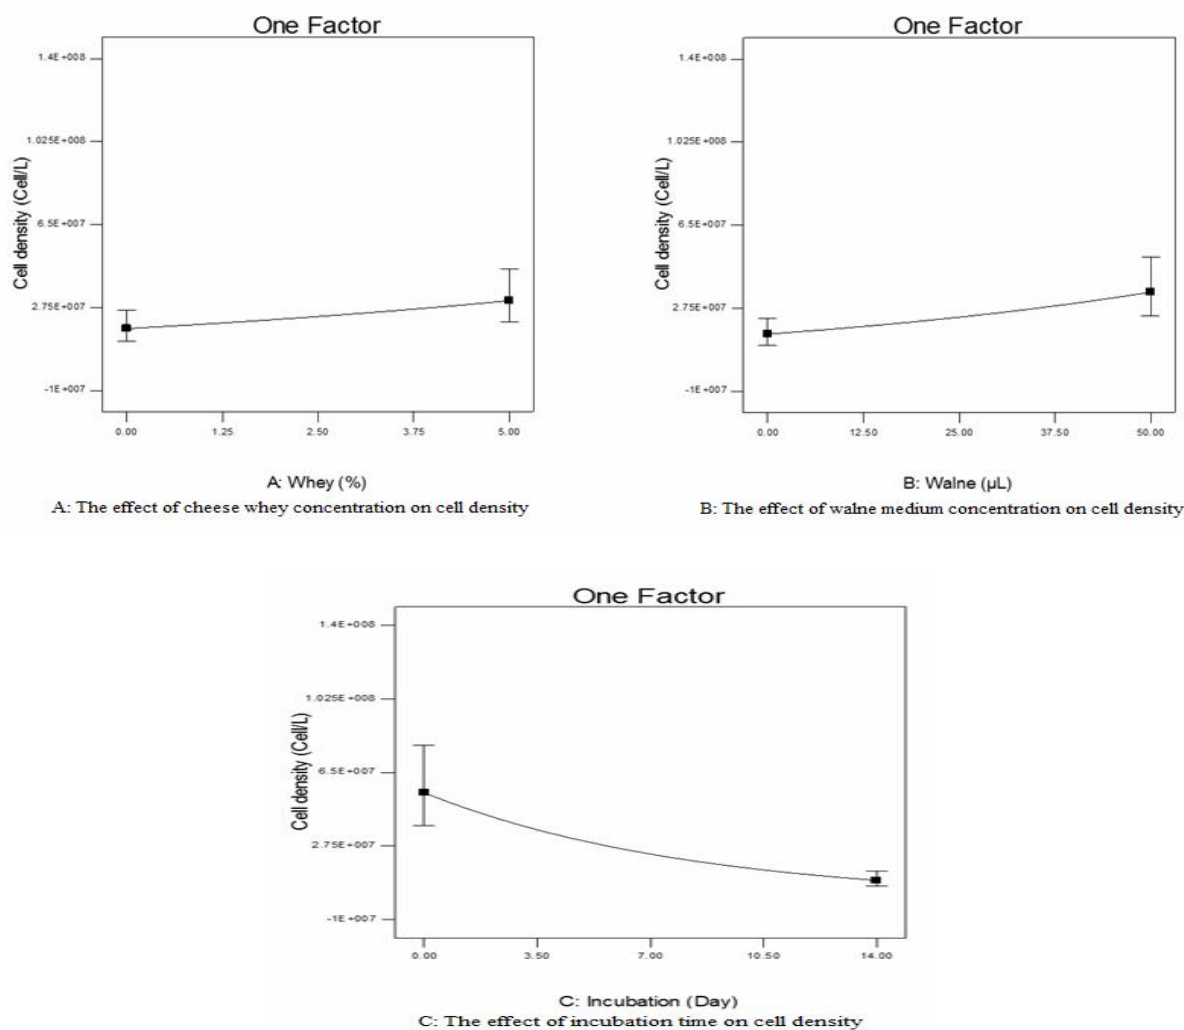 One Factor
1.4E+008
1.025E+008
6.5E+007
2.75E+007
-1E+007
Cell density (Cell/L)
0.00 1.25 2.50 3.75 5.00
A: Whey (%)
A: The effect of cheese whey concentration on cell density
One Factor
1.4E+008
1.025E+008
6.5E+007
2.75E+007
-1E+007
Cell density (Cell/L)
0.00 12.50 25.00 37.50 50.00
B: Walne (µL)
B: The effect of walne medium concentration on cell density
One Factor
1.4E+008
1.025E+008
6.5E+007
2.75E+007
-1E+007
Cell density (Cell/L)
0.00 3.50 7.00 10.50 14.00
C: Incubation (Day)
C: The effect of incubation time on cell density